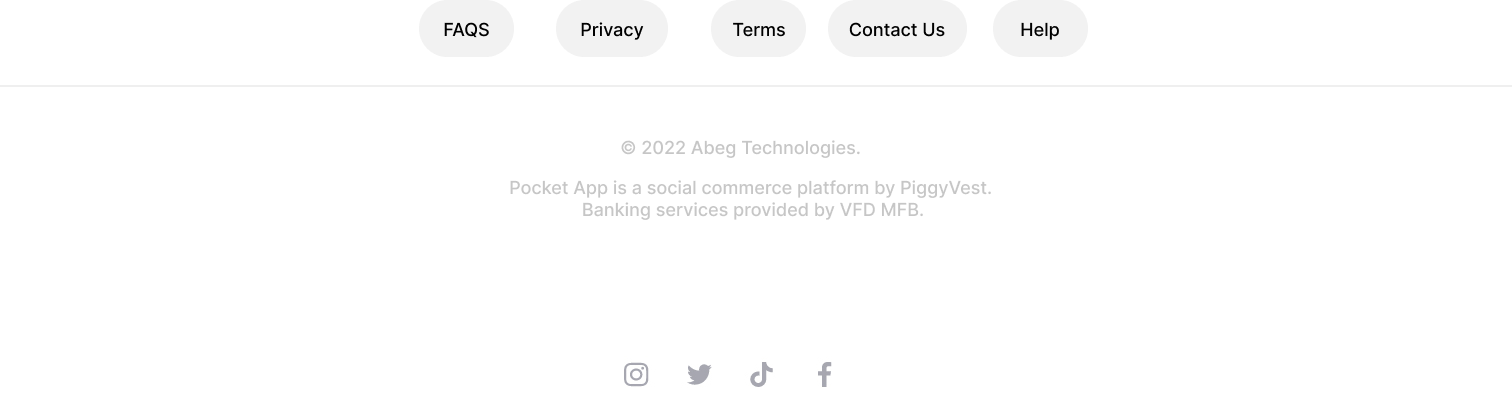 FAQS Privacy Terms Contact Us Help
© 2022 Abeg Technologies.
Pocket App is a social commerce platform by PiggyVest.
Banking services provided by VFD MFB.